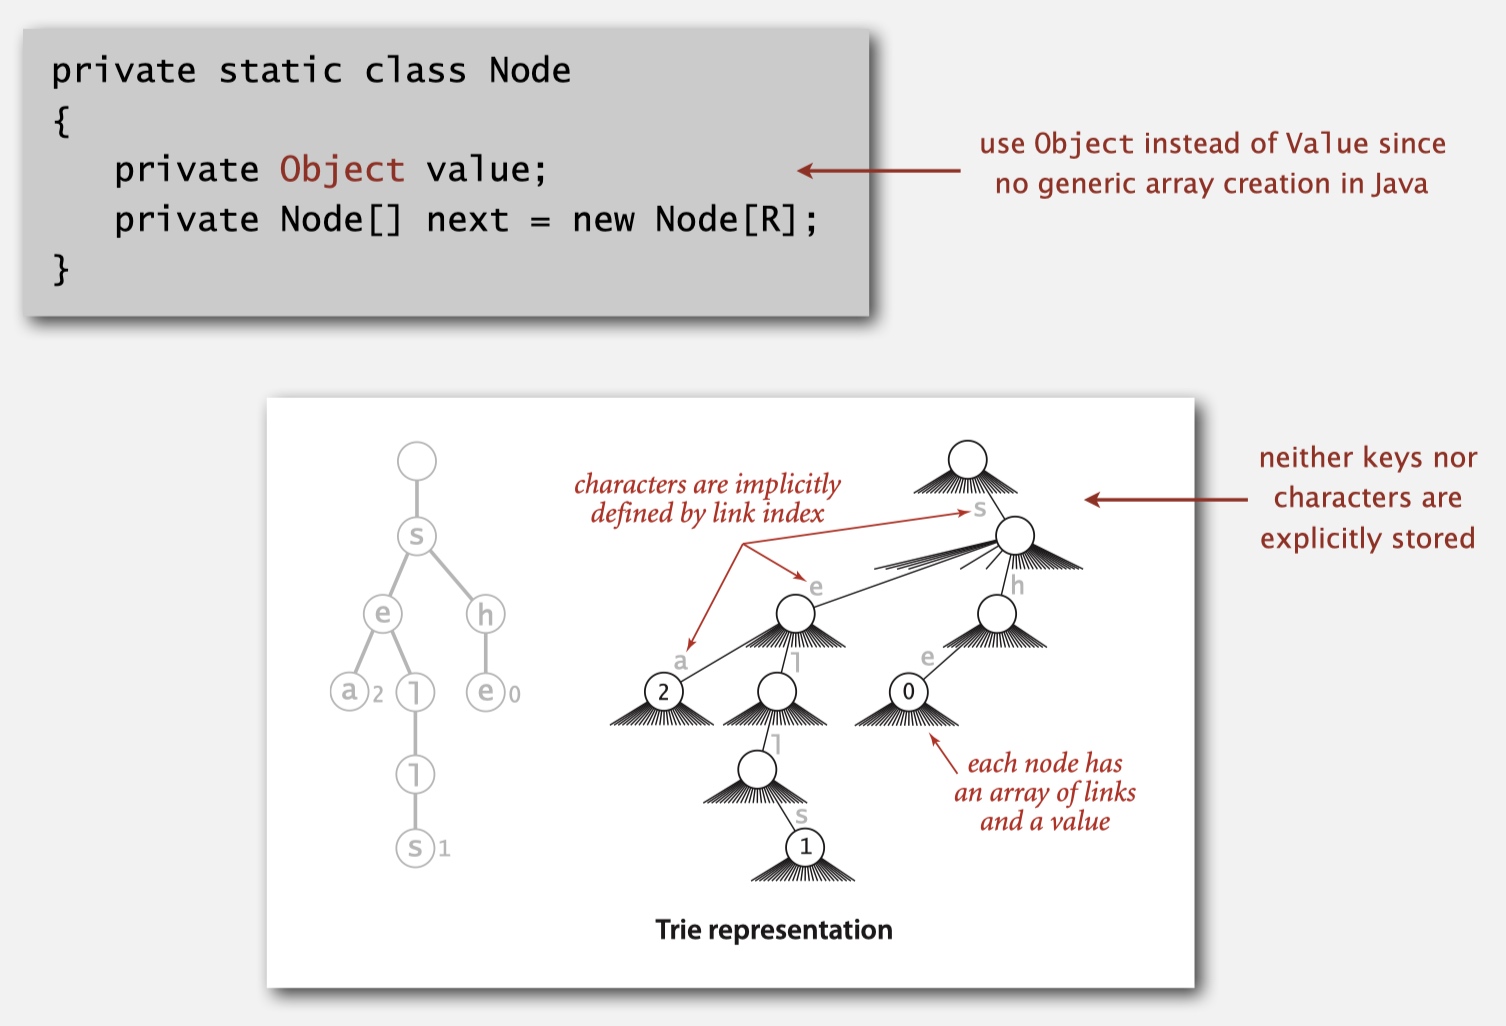 private static class Node
{
private Object value;
private Node[] next = new Node[R];
}
use Object instead of Value since
no generic array creation in Java
neither keys nor
characters are
explicitly stored
characters are implicitly
defined by link index
s
e
h
a
2
l
e
0
l
s
1
s
e
h
a
2
l
e
0
l
s
1
each node has
an array of links
and a value
Trie representation